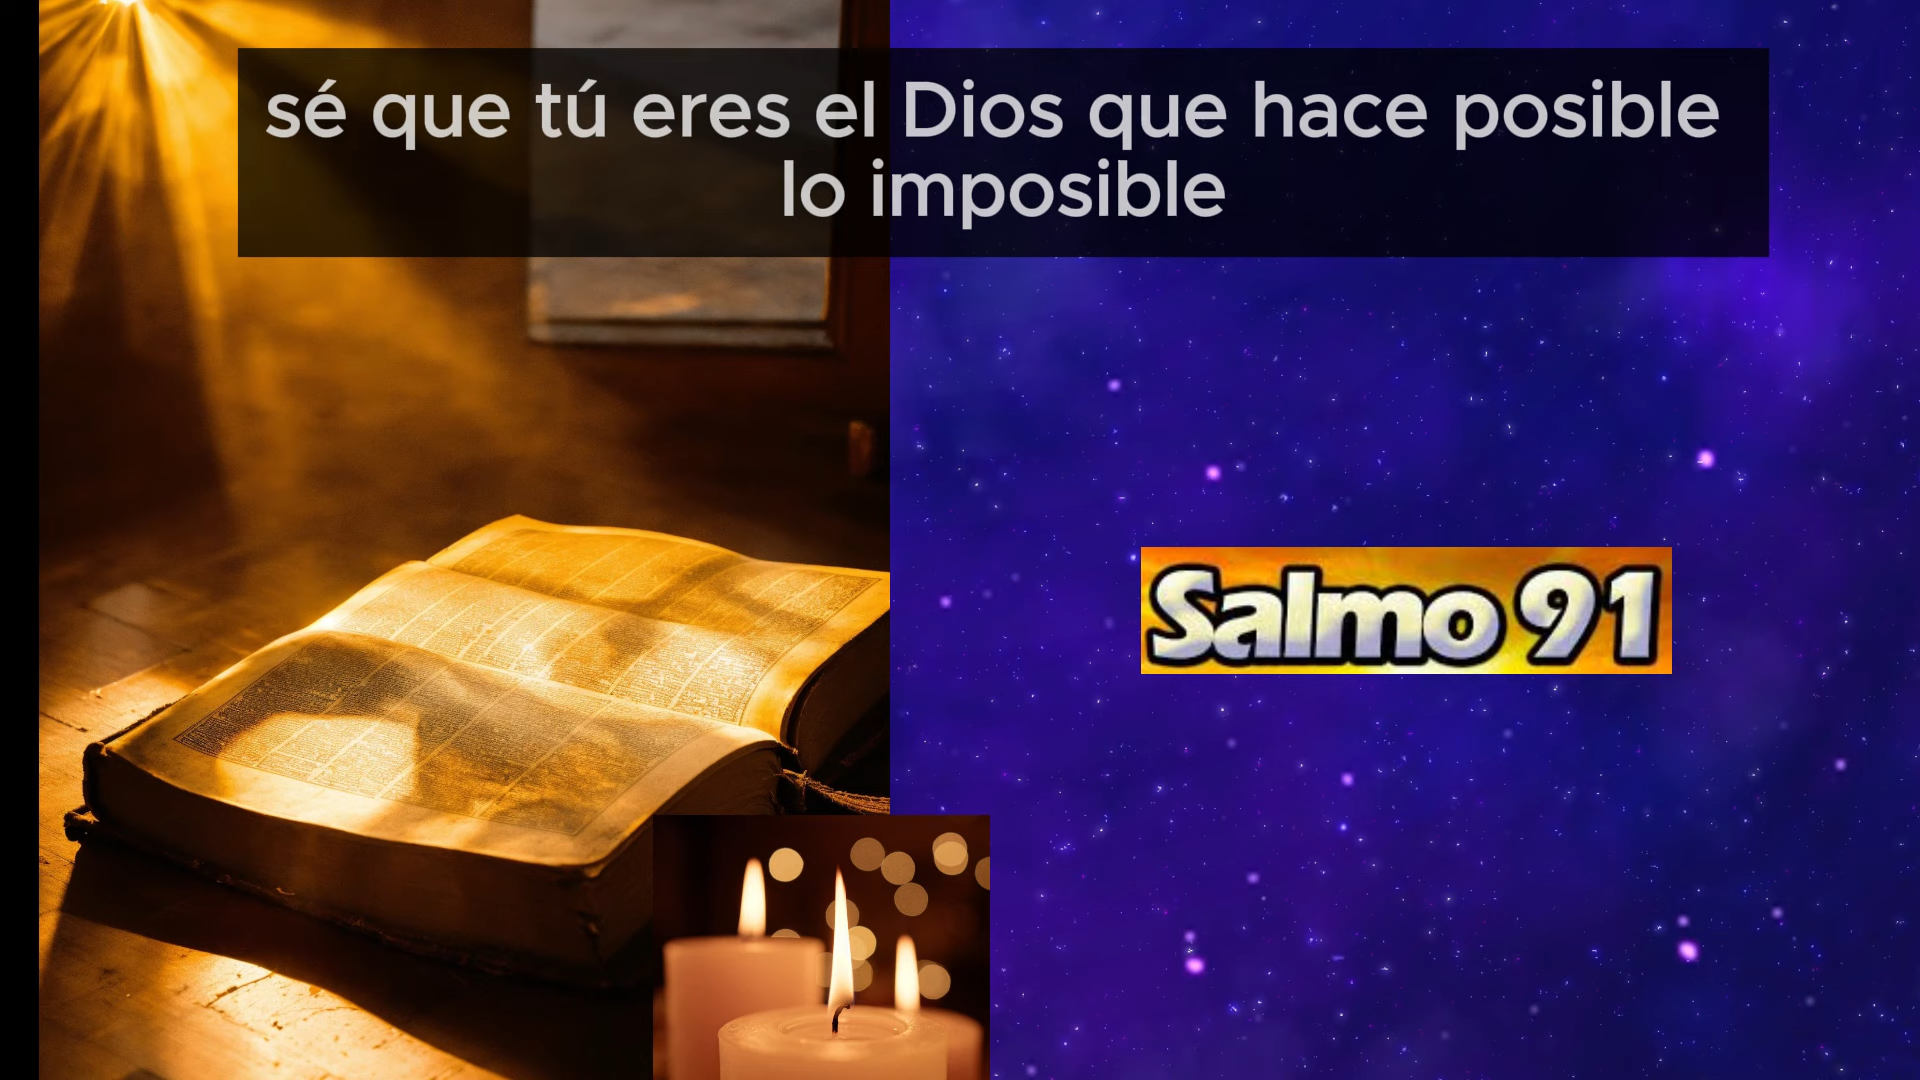 sé que tú eres el Dios que hace posible
lo imposible
Salmo 91